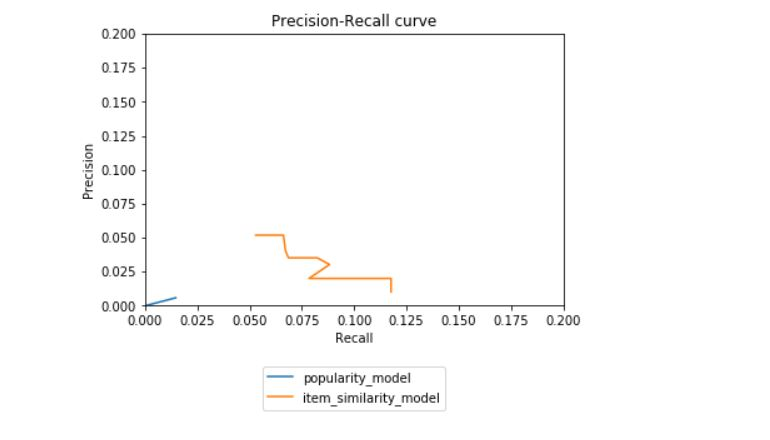 Precision-Recall curve
0.200
0.175
0.150
0.125
0.100
0.075
0.050
0.025
0.000
Precision
0.000 0.025 0.050 0.075 0.100 0.125 0.150 0.175 0.200
Recall
popularity_model
item_similarity_model